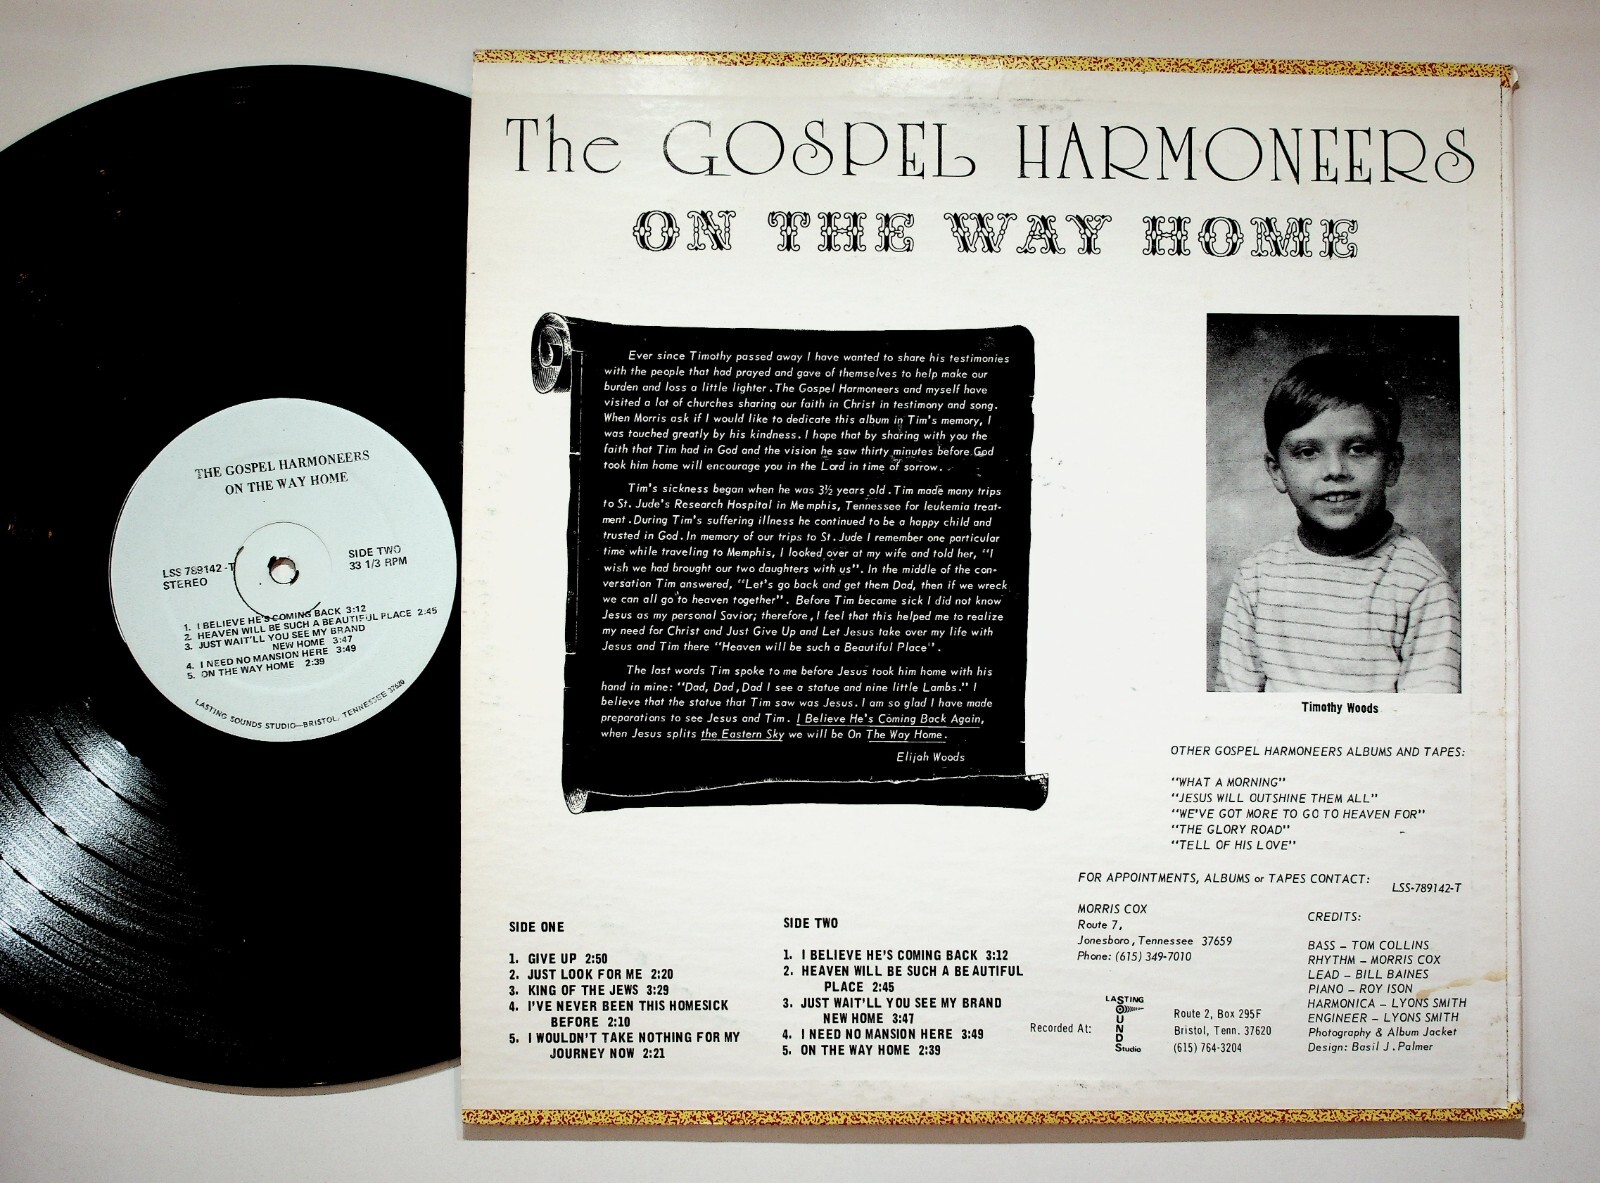 The GOSPEL HARMONEERS
ON THE WAY HOME
Ever since Timothy passed away I have wanted to share his testimonies
with the people that had prayed and gave of themselves to help make our
burden and loss a little lighter. The Gospel Harmoneers and myself have
visited a lot of churches sharing our faith in Christ in testimony and song.
When Morris ask if I would like to dedicate this album in Tim's memory, I
was touched greatly by his kindness. I hope that by sharing with you the
faith that Tim had in God and the vision he saw thirty minutes before God
took him home will encourage you in the Lord in time of sorrow.
Tim's sickness began when he was 3½ years old. Tim made many trips
to St. Jude's Research Hospital in Memphis, Tennessee for leukemia treat-
ment. During Tim's suffering illness he continued to be a happy child and
trusted in God. In memory of our trips to St. Jude I remember one particular
time while traveling to Memphis, I looked over at my wife and told her, "I
wish we had brought our two daughters with us". In the middle of the con-
versation Tim answered, "Let's go back and get them Dad, then if we wreck
we can all go to heaven together". Before Tim became sick I did not know
Jesus as my personal Savior; therefore, I feel that this helped me to realize
my need for Christ and Just Give Up and Let Jesus take over my life with
Jesus and Tim there "Heaven will be such a Beautiful Place".
The last words Tim spoke to me before Jesus took him home with his
hand in mine: "Dad, Dad, Dad I see a statue and nine little Lambs." I
believe that the statue that Tim saw was Jesus. I am so glad I have made
preparations to see Jesus and Tim. I Believe He's Coming Back Again,
when Jesus splits the Eastern Sky we will be On The Way Home.
Elijah Woods
Timothy Woods
OTHER GOSPEL HARMONEERS ALBUMS AND TAPES:
"WHAT A MORNING"
"JESUS WILL OUTSHINE THEM ALL"
"WE'VE GOT MORE TO GO TO HEAVEN FOR"
"THE GLORY ROAD"
"TELL OF HIS LOVE"
FOR APPOINTMENTS, ALBUMS or TAPES CONTACT:
LSS-789142-T
MORRIS COX
Route 7,
Jonesboro, Tennessee 37659
Phone: (615) 349-7010
CREDITS:
BASS – TOM COLLINS
RHYTHM – MORRIS COX
LEAD – BILL BAINES
PIANO – ROY ISON
HARMONICA – LYONS SMITH
ENGINEER – LYONS SMITH
Photography & Album Jacket
Design: Basil J. Palmer
Recorded At:
LASTING
SOUNDS
Studio
Route 2, Box 295F
Bristol, Tenn. 37620
(615) 764-3204
SIDE ONE
1. GIVE UP 2:50
2. JUST LOOK FOR ME 2:20
3. KING OF THE JEWS 3:29
4. I'VE NEVER BEEN THIS HOMESICK
BEFORE 2:10
5. I WOULDN'T TAKE NOTHING FOR MY
JOURNEY NOW 2:21
SIDE TWO
1. I BELIEVE HE'S COMING BACK 3:12
2. HEAVEN WILL BE SUCH A BEAUTIFUL
PLACE 2:45
3. JUST WAIT'LL YOU SEE MY BRAND
NEW HOME 3:47
4. I NEED NO MANSION HERE 3:49
5. ON THE WAY HOME 2:39
THE GOSPEL HARMONEERS
ON THE WAY HOME
LSS 789142-T
STEREO
SIDE TWO
33 1/3 RPM
1. I BELIEVE HE'S COMING BACK 3:12
2. HEAVEN WILL BE SUCH A BEAUTIFUL PLACE 2:45
3. JUST WAIT'LL YOU SEE MY BRAND
NEW HOME 3:47
4. I NEED NO MANSION HERE 3:49
5. ON THE WAY HOME 2:39
LASTING SOUNDS STUDIO—BRISTOL, TENNESSEE 37620